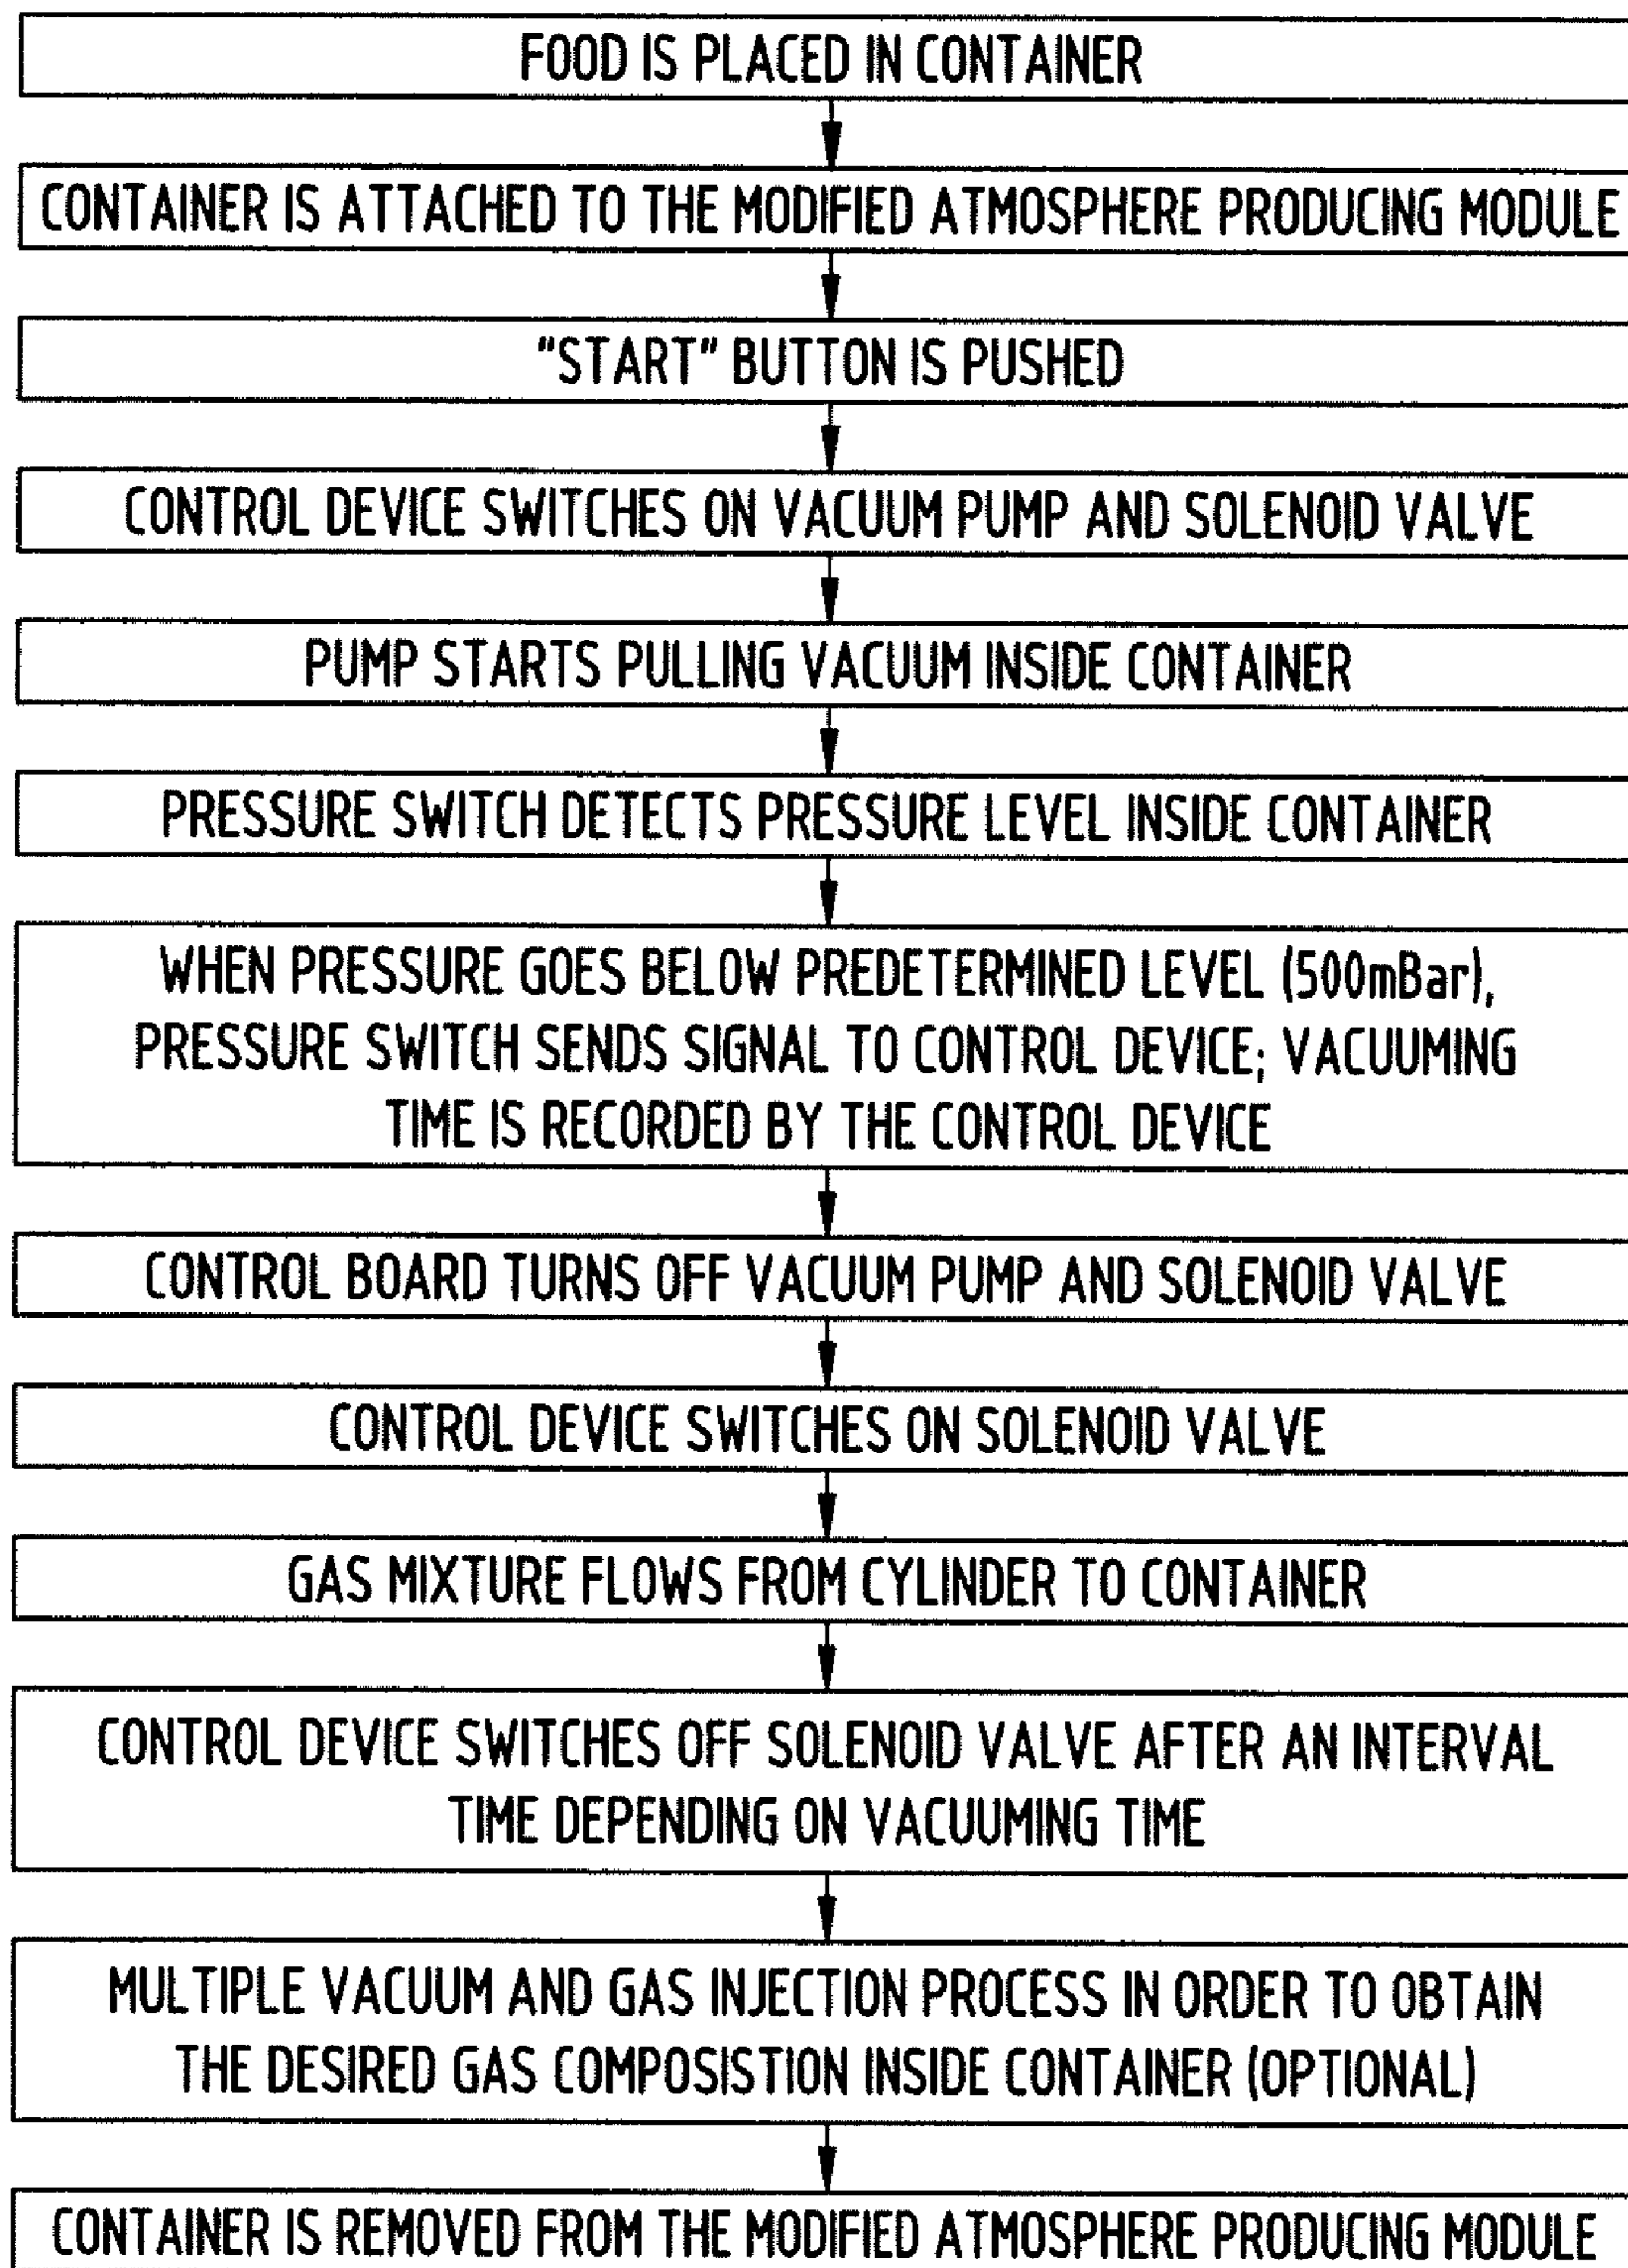 FOOD IS PLACED IN CONTAINER
CONTAINER IS ATTACHED TO THE MODIFIED ATMOSPHERE PRODUCING MODULE
"START" BUTTON IS PUSHED
CONTROL DEVICE SWITCHES ON VACUUM PUMP AND SOLENOID VALVE
PUMP STARTS PULLING VACUUM INSIDE CONTAINER
PRESSURE SWITCH DETECTS PRESSURE LEVEL INSIDE CONTAINER
WHEN PRESSURE GOES BELOW PREDETERMINED LEVEL (500mBar),
PRESSURE SWITCH SENDS SIGNAL TO CONTROL DEVICE; VACUUMING
TIME IS RECORDED BY THE CONTROL DEVICE
CONTROL BOARD TURNS OFF VACUUM PUMP AND SOLENOID VALVE
CONTROL DEVICE SWITCHES ON SOLENOID VALVE
GAS MIXTURE FLOWS FROM CYLINDER TO CONTAINER
CONTROL DEVICE SWITCHES OFF SOLENOID VALVE AFTER AN INTERVAL
TIME DEPENDING ON VACUUMING TIME
MULTIPLE VACUUM AND GAS INJECTION PROCESS IN ORDER TO OBTAIN
THE DESIRED GAS COMPOSISTION INSIDE CONTAINER (OPTIONAL)
CONTAINER IS REMOVED FROM THE MODIFIED ATMOSPHERE PRODUCING MODULE